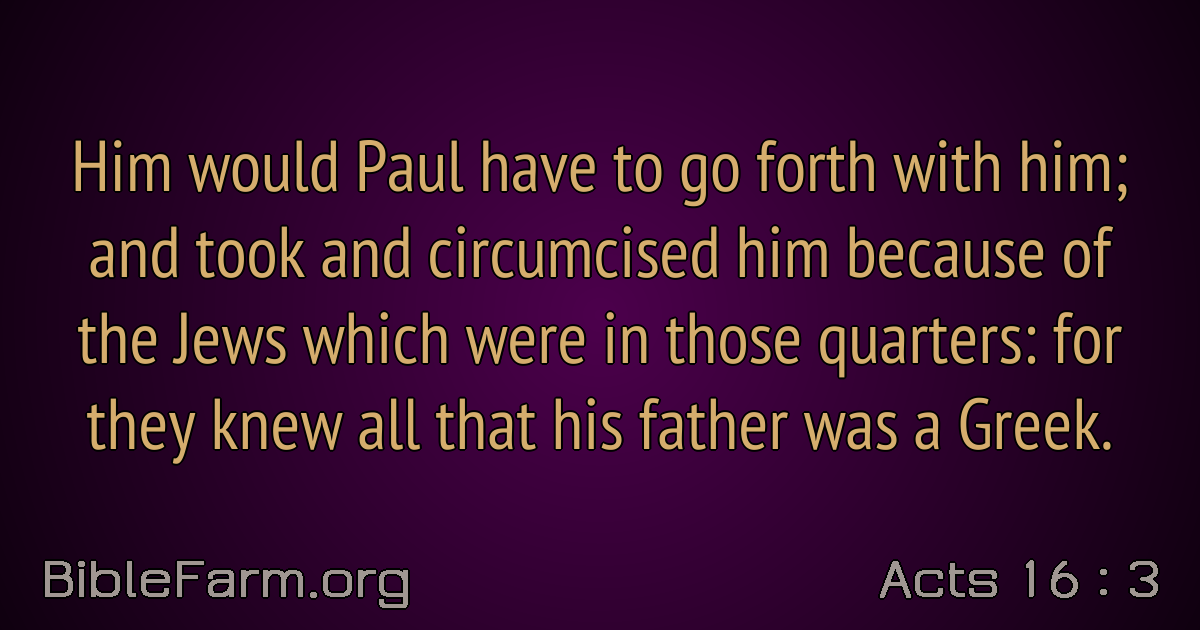 Him would Paul have to go forth with him;
and took and circumcised him because of
the Jews which were in those quarters: for
they knew all that his father was a Greek.
BibleFarm.org
Acts 16 : 3